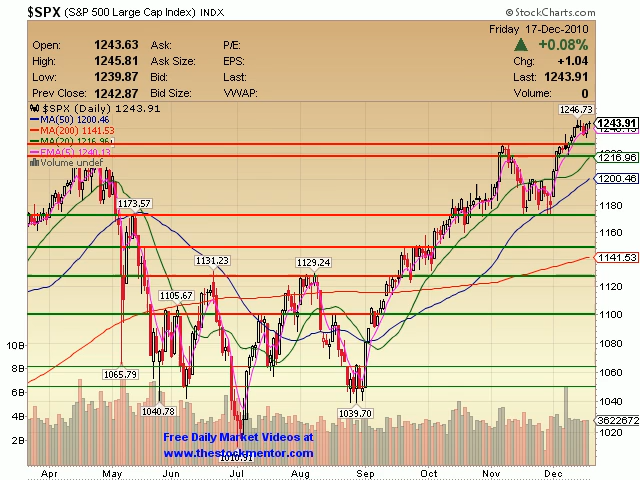 $SPX (S&P 500 Large Cap Index) INDX
© StockCharts.com
Friday 17-Dec-2010
Open: 1243.63 Ask: P/E: +0.08%
High: 1245.81 Ask Size: EPS: Chg: +1.04
Low: 1239.87 Bid: Last: Last: 1243.91
Prev Close: 1242.87 Bid Size: VWAP: Volume: 0
$SPX (Daily) 1243.91
MA(50) 1200.46
MA(200) 1141.53
MA(20) 1216.96
EMA(5) 1240.13
Volume undef
1246.73
1243.91
1216.96
1200.46
1180
1173.57
1160
1141.53
1131.23
1129.24
1120
1105.67
1100
1080
1065.79
1060
1040.78
1039.70
1040
1020
1010.91
10B
8B
6B
4B
2B
3622672
Free Daily Market Videos at
www.thestockmentor.com
Apr May Jun Jul Aug Sep Oct Nov Dec